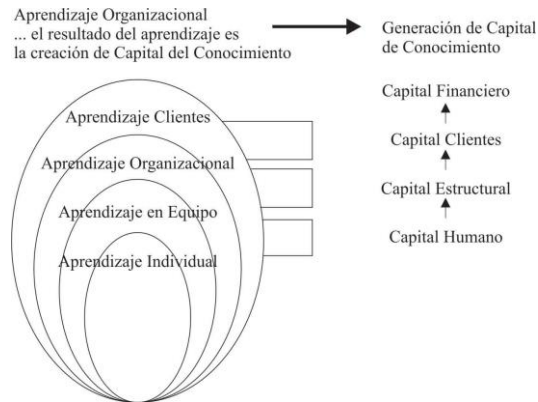 Aprendizaje Organizacional
... el resultado del aprendizaje es
la creación de Capital del Conocimiento
Generación de Capital
de Conocimiento
Aprendizaje Clientes
Aprendizaje Organizacional
Aprendizaje en Equipo
Aprendizaje Individual
Capital Financiero
Capital Clientes
Capital Estructural
Capital Humano